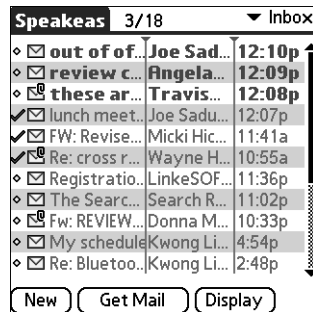 Speakeas 3/18 Inbox
out of of... Joe Sad... 12:10p
review c... Angela... 12:09p
these ar... Travis... 12:08p
lunch meet... Joe Sadu... 12:07p
FW: Revise... Micki Hic... 11:41a
Re: cross r... Wayne H... 10:55a
Registratio... LinkeSOF... 11:36p
The Searc... Search R... 11:02p
Fw: REVIEW... Donna M... 10:33p
My schedule Kwong Li... 4:54p
Re: Bluetoo... Kwong Li... 2:48p
New Get Mail Display